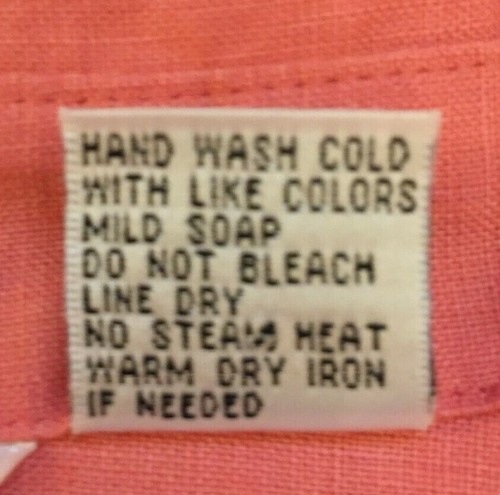 HAND WASH COLD
WITH LIKE COLORS
MILD SOAP
DO NOT BLEACH
LINE DRY
NO STEAM HEAT
WARM DRY IRON
IF NEEDED